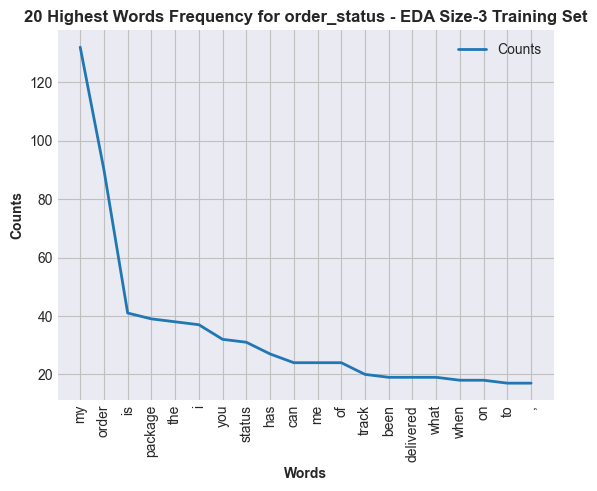 20 Highest Words Frequency for order_status - EDA Size-3 Training Set
Counts
120
100
80
60
40
20
Counts
my
order
is
package
the
i
you
status
has
can
me
of
track
been
delivered
what
when
on
to
,
Words